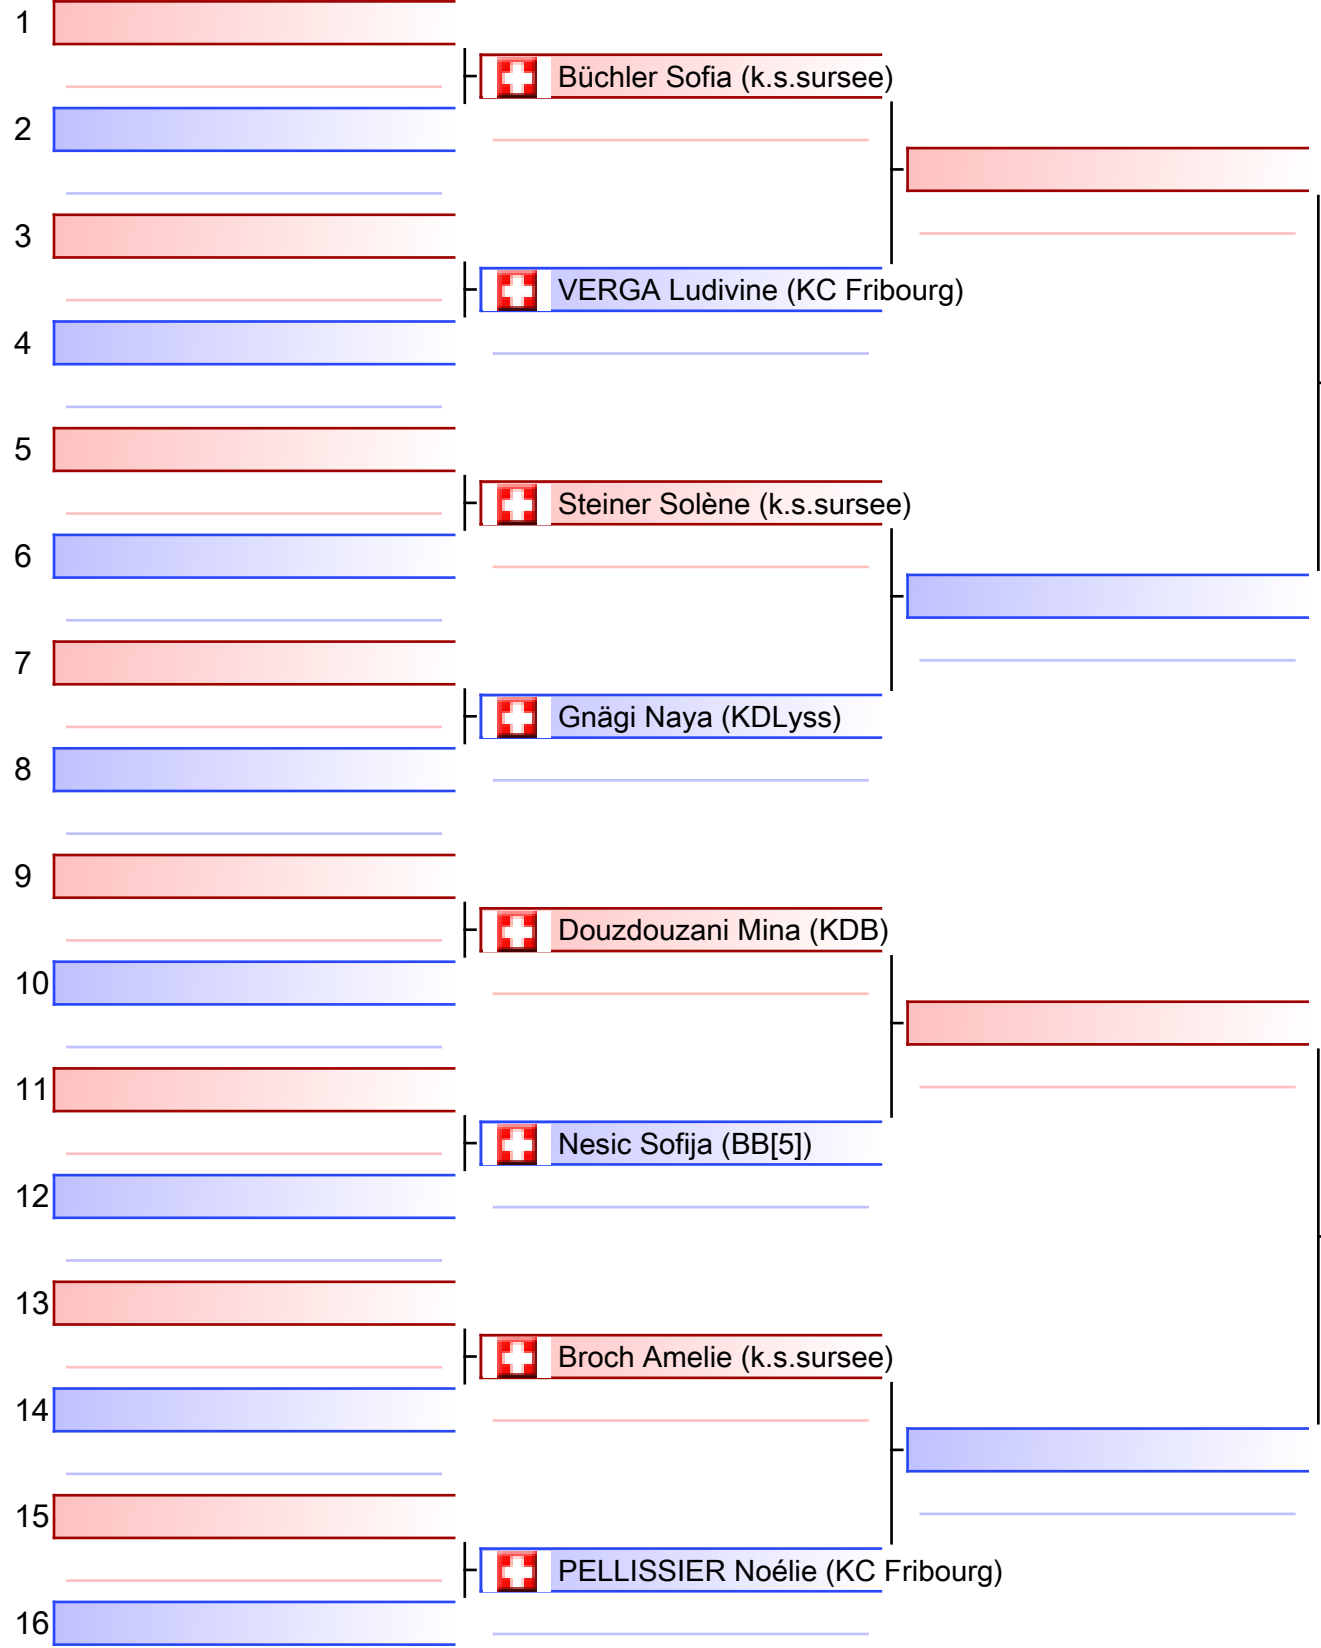 1
Büchler Sofia (k.s.sursee)
2
3
VERGA Ludivine (KC Fribourg)
4
5
Steiner Solène (k.s.sursee)
6
7
Gnägi Naya (KDLyss)
8
9
Douzdouzani Mina (KDB)
10
11
Nesic Sofija (BB[5])
12
13
Broch Amelie (k.s.sursee)
14
15
PELLISSIER Noélie (KC Fribourg)
16